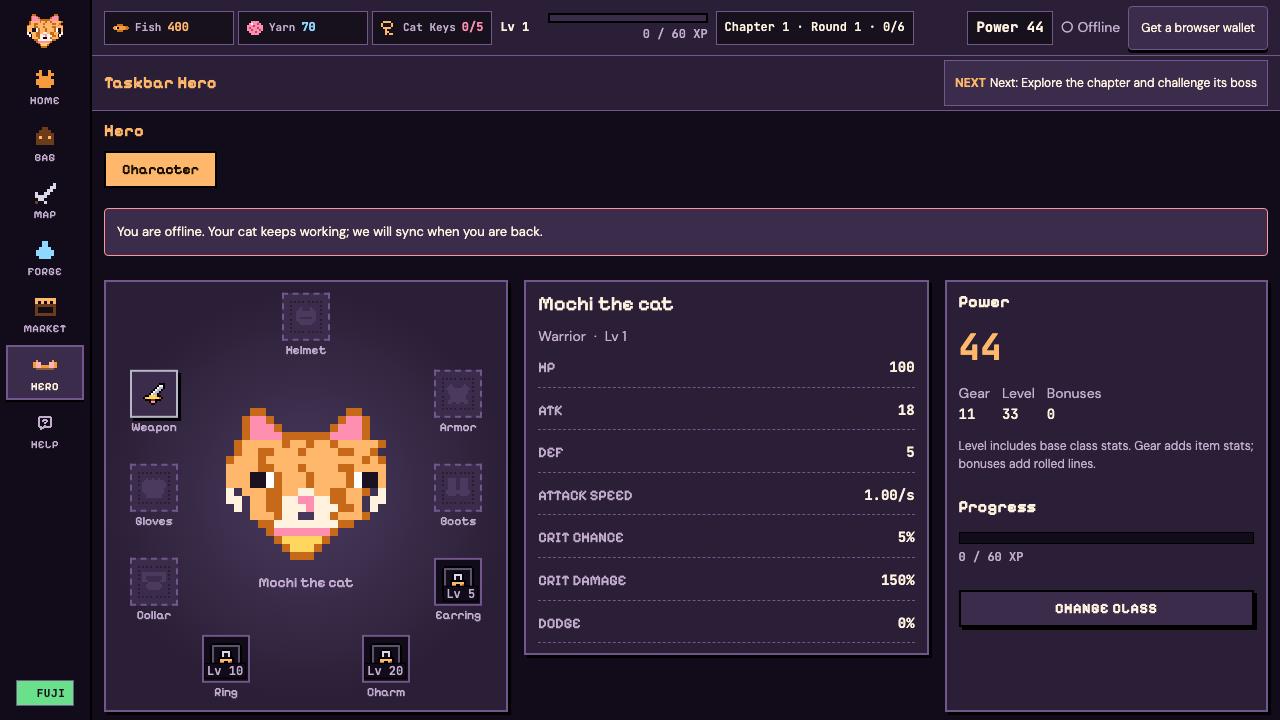 Fish 400
Yarn 70
Cat Keys 0/5
Lv 1
0 / 60 XP
Chapter 1 · Round 1 · 0/6
Power 44
Offline
Get a browser wallet
HOME
BAG
MAP
FORGE
MARKET
HERO
HELP
FUJI
Taskbar Hero
NEXT Next: Explore the chapter and challenge its boss
Hero
Character
You are offline. Your cat keeps working; we will sync when you are back.
Helmet
Weapon
Armor
Gloves
Boots
Collar
Mochi the cat
Lv 5
Earring
Lv 10
Ring
Lv 20
Charm
Mochi the cat
Warrior · Lv 1
HP 100
ATK 18
DEF 5
ATTACK SPEED 1.00/s
CRIT CHANCE 5%
CRIT DAMAGE 150%
DODGE 0%
Power
44
Gear Level Bonuses
11 33 0
Level includes base class stats. Gear adds item stats;
bonuses add rolled lines.
Progress
0 / 60 XP
CHANGE CLASS